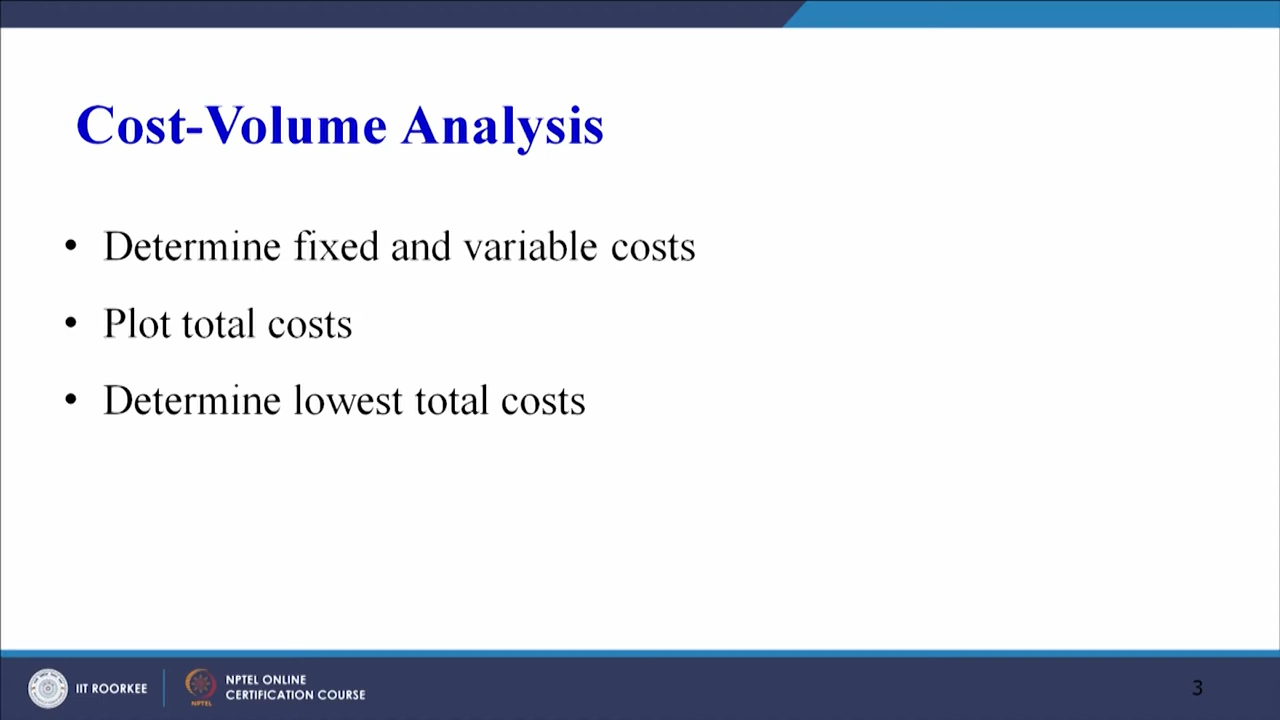 Cost-Volume Analysis
• Determine fixed and variable costs
• Plot total costs
• Determine lowest total costs
IIT ROORKEE
NPTEL
NPTEL ONLINE
CERTIFICATION COURSE
3